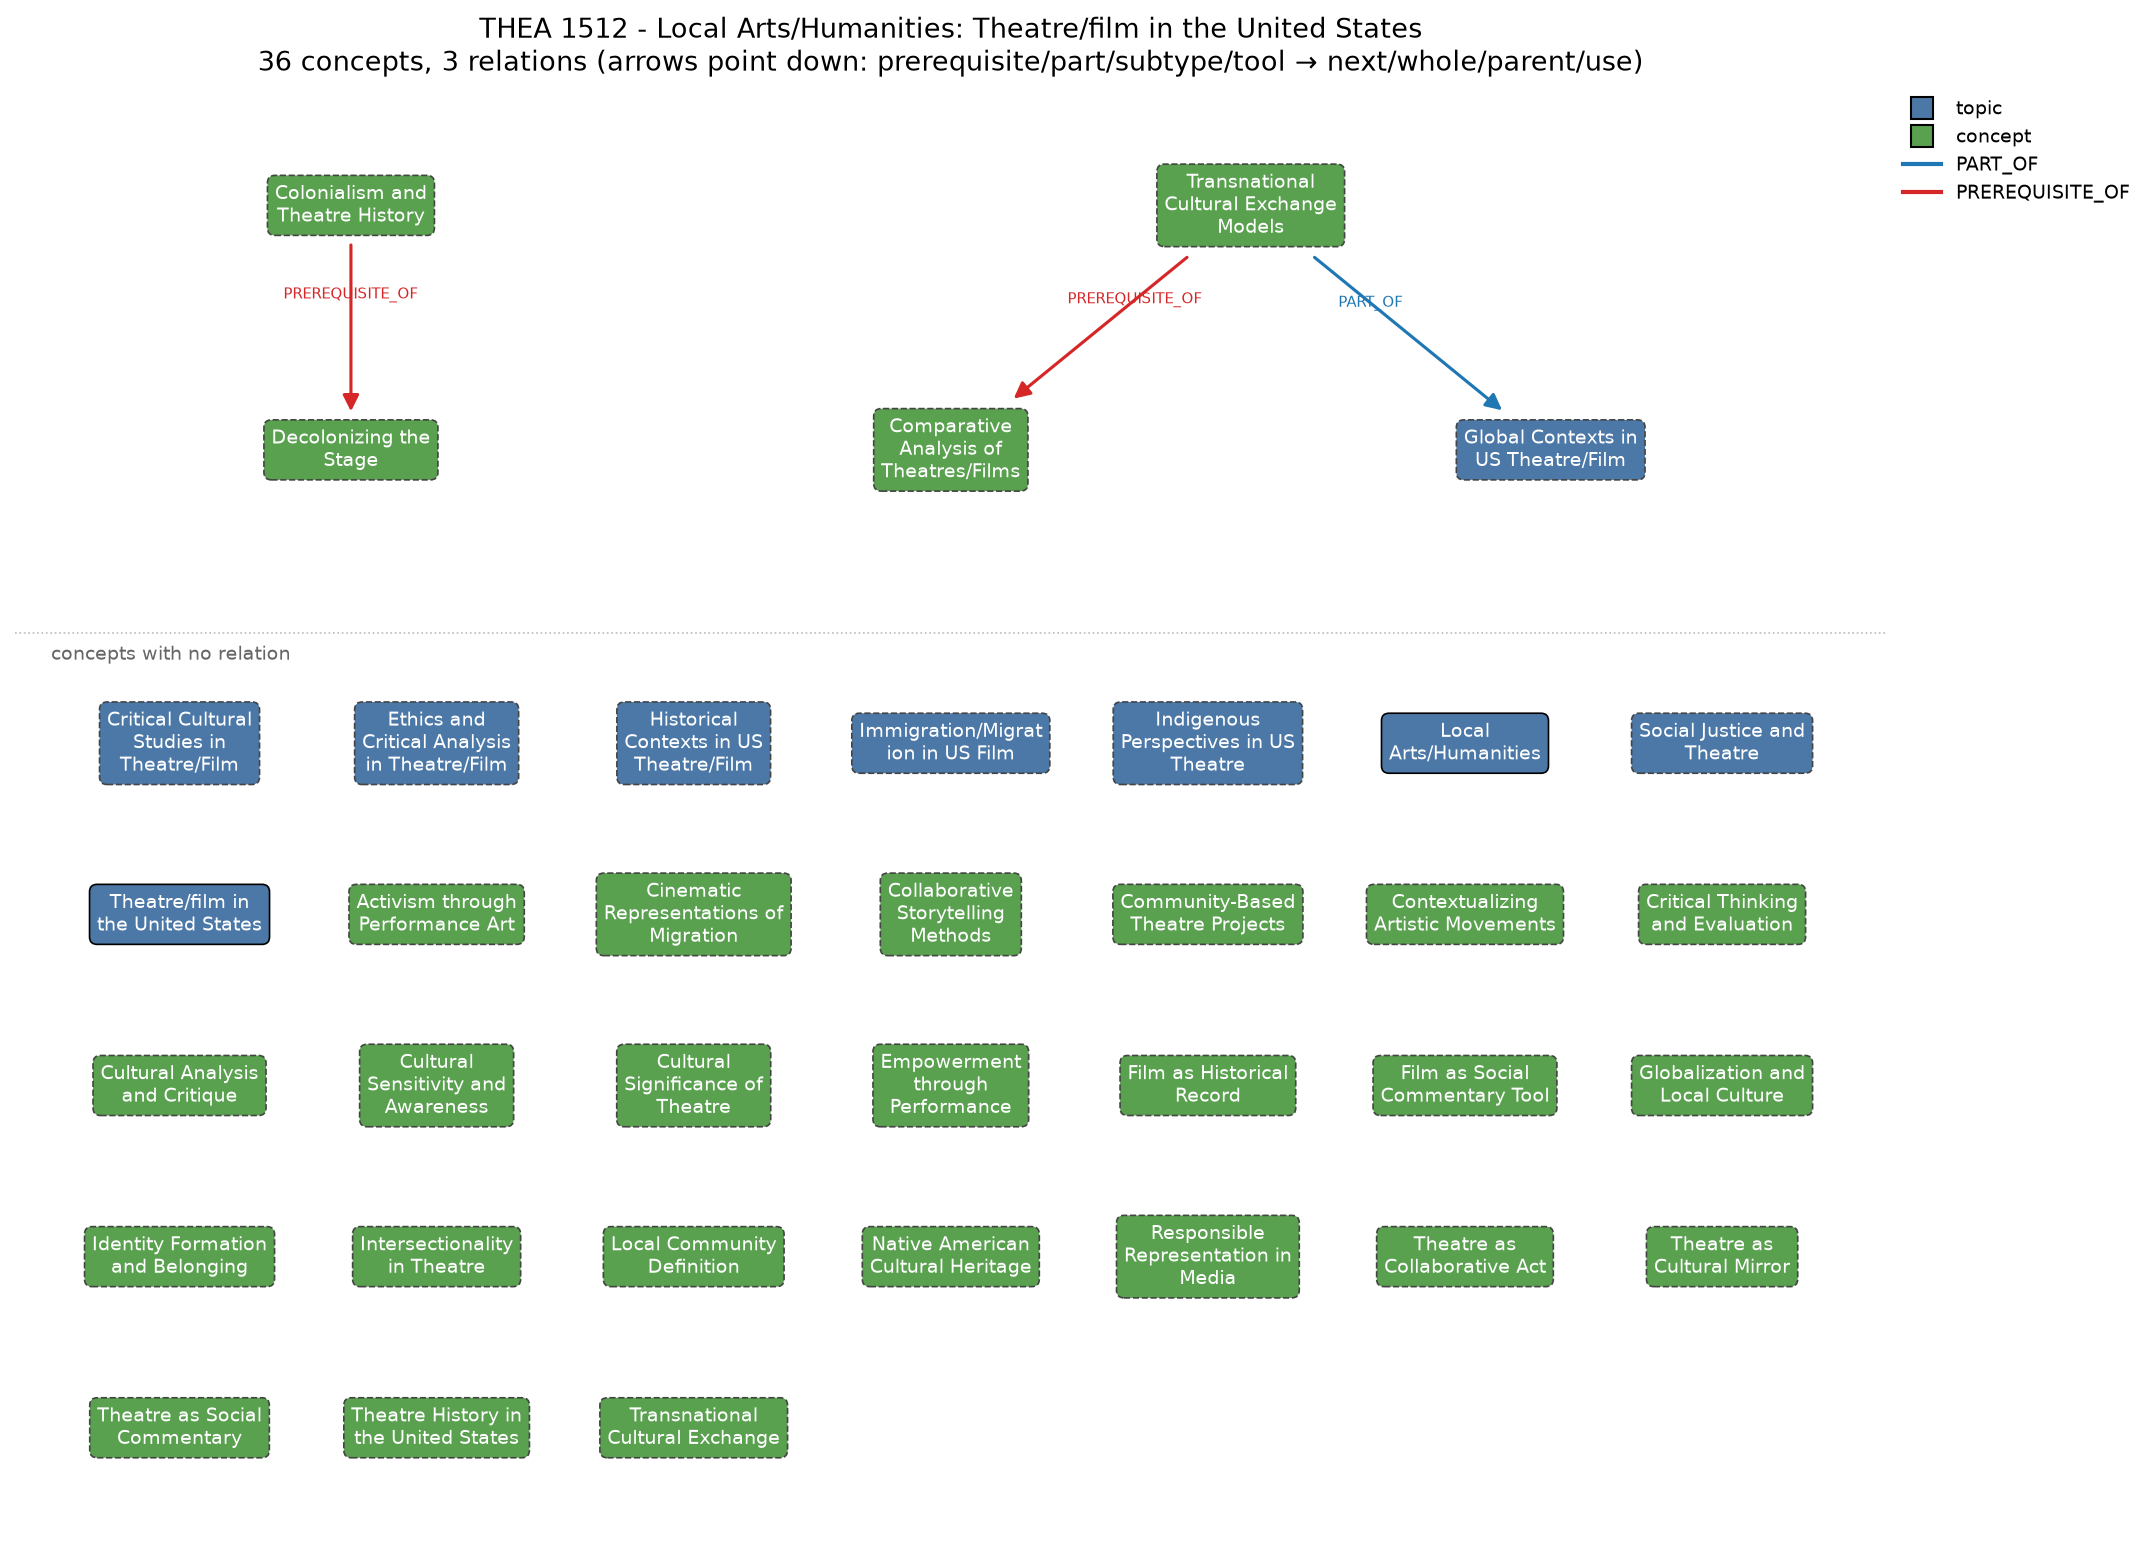 THEA 1512 - Local Arts/Humanities: Theatre/film in the United States
36 concepts, 3 relations (arrows point down: prerequisite/part/subtype/tool → next/whole/parent/use)
topic
concept
PART_OF
PREREQUISITE_OF
Colonialism and
Theatre History
Transnational
Cultural Exchange
Models
PREREQUISITE_OF
PREREQUISITE_OF
PART_OF
Decolonizing the
Stage
Comparative
Analysis of
Theatres/Films
Global Contexts in
US Theatre/Film
concepts with no relation
Critical Cultural
Studies in
Theatre/Film
Ethics and
Critical Analysis
in Theatre/Film
Historical
Contexts in US
Theatre/Film
Immigration/Migrat
ion in US Film
Indigenous
Perspectives in US
Theatre
Local
Arts/Humanities
Social Justice and
Theatre
Theatre/film in
the United States
Activism through
Performance Art
Cinematic
Representations of
Migration
Collaborative
Storytelling
Methods
Community-Based
Theatre Projects
Contextualizing
Artistic Movements
Critical Thinking
and Evaluation
Cultural Analysis
and Critique
Cultural
Sensitivity and
Awareness
Cultural
Significance of
Theatre
Empowerment
through
Performance
Film as Historical
Record
Film as Social
Commentary Tool
Globalization and
Local Culture
Identity Formation
and Belonging
Intersectionality
in Theatre
Local Community
Definition
Native American
Cultural Heritage
Responsible
Representation in
Media
Theatre as
Collaborative Act
Theatre as
Cultural Mirror
Theatre as Social
Commentary
Theatre History in
the United States
Transnational
Cultural Exchange